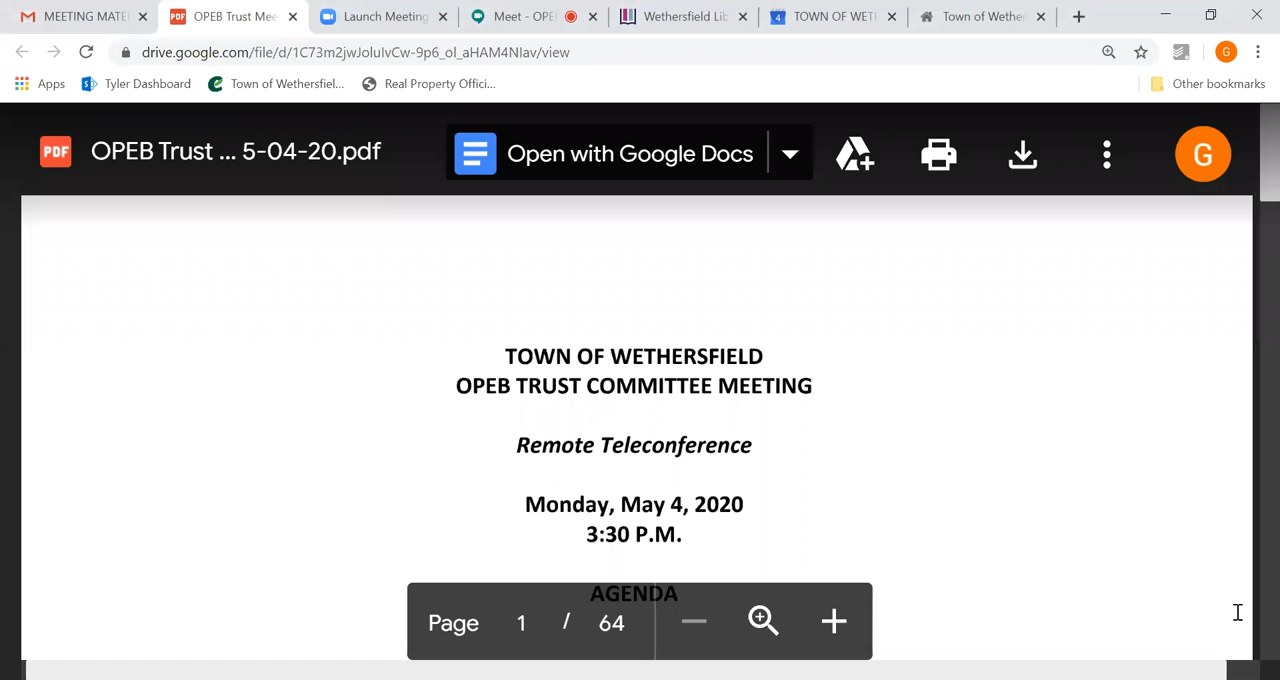 MEETING MATE
OPEB Trust Mee
Launch Meeting
Meet - OPE
Wethersfield Lib
4 TOWN OF WET
Town of Wether
drive.google.com/file/d/1C73m2jwJoluIvCw-9p6_ol_aHAM4NIav/view
G
Apps
Tyler Dashboard
Town of Wethersfiel...
Real Property Offici...
Other bookmarks
PDF
OPEB Trust ... 5-04-20.pdf
Open with Google Docs
G
TOWN OF WETHERSFIELD
OPEB TRUST COMMITTEE MEETING
Remote Teleconference
Monday, May 4, 2020
3:30 P.M.
AGENDA
Page 1 / 64